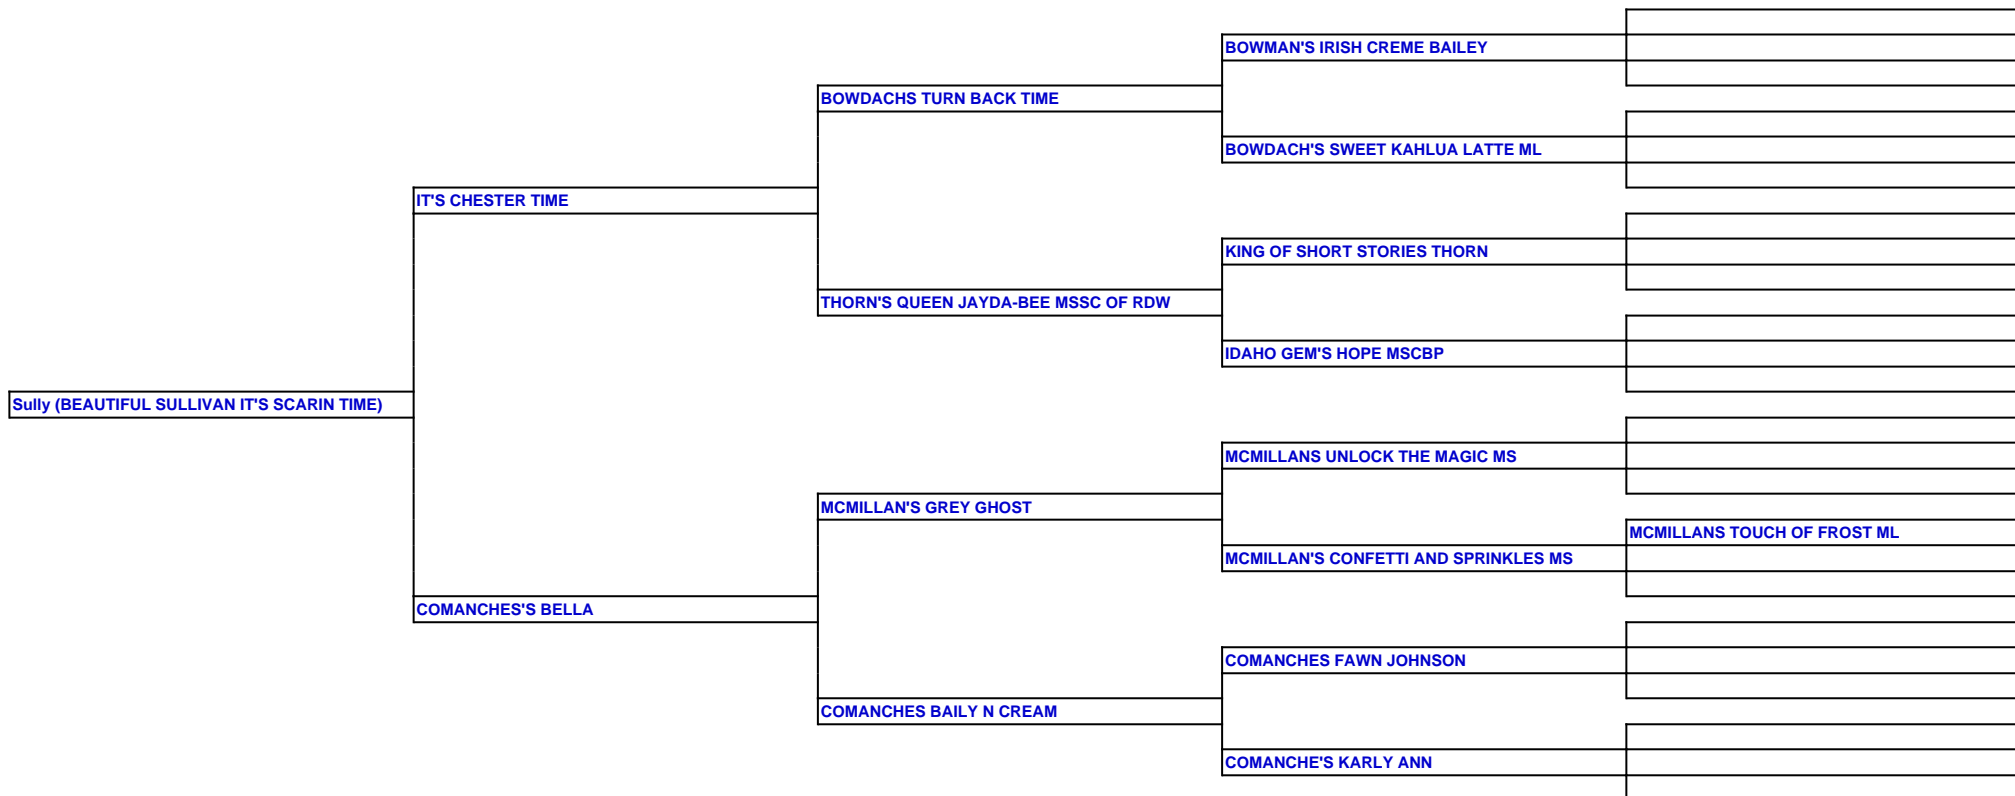 BOWMAN'S IRISH CREME BAILEY
BOWDACHS TURN BACK TIME
BOWDACH'S SWEET KAHLUA LATTE ML
IT'S CHESTER TIME
KING OF SHORT STORIES THORN
THORN'S QUEEN JAYDA-BEE MSSC OF RDW
IDAHO GEM'S HOPE MSCBP
Sully (BEAUTIFUL SULLIVAN IT'S SCARIN TIME)
MCMILLANS UNLOCK THE MAGIC MS
MCMILLAN'S GREY GHOST
MCMILLANS TOUCH OF FROST ML
MCMILLAN'S CONFETTI AND SPRINKLES MS
COMANCHES'S BELLA
COMANCHES FAWN JOHNSON
COMANCHES BAILY N CREAM
COMANCHE'S KARLY ANN